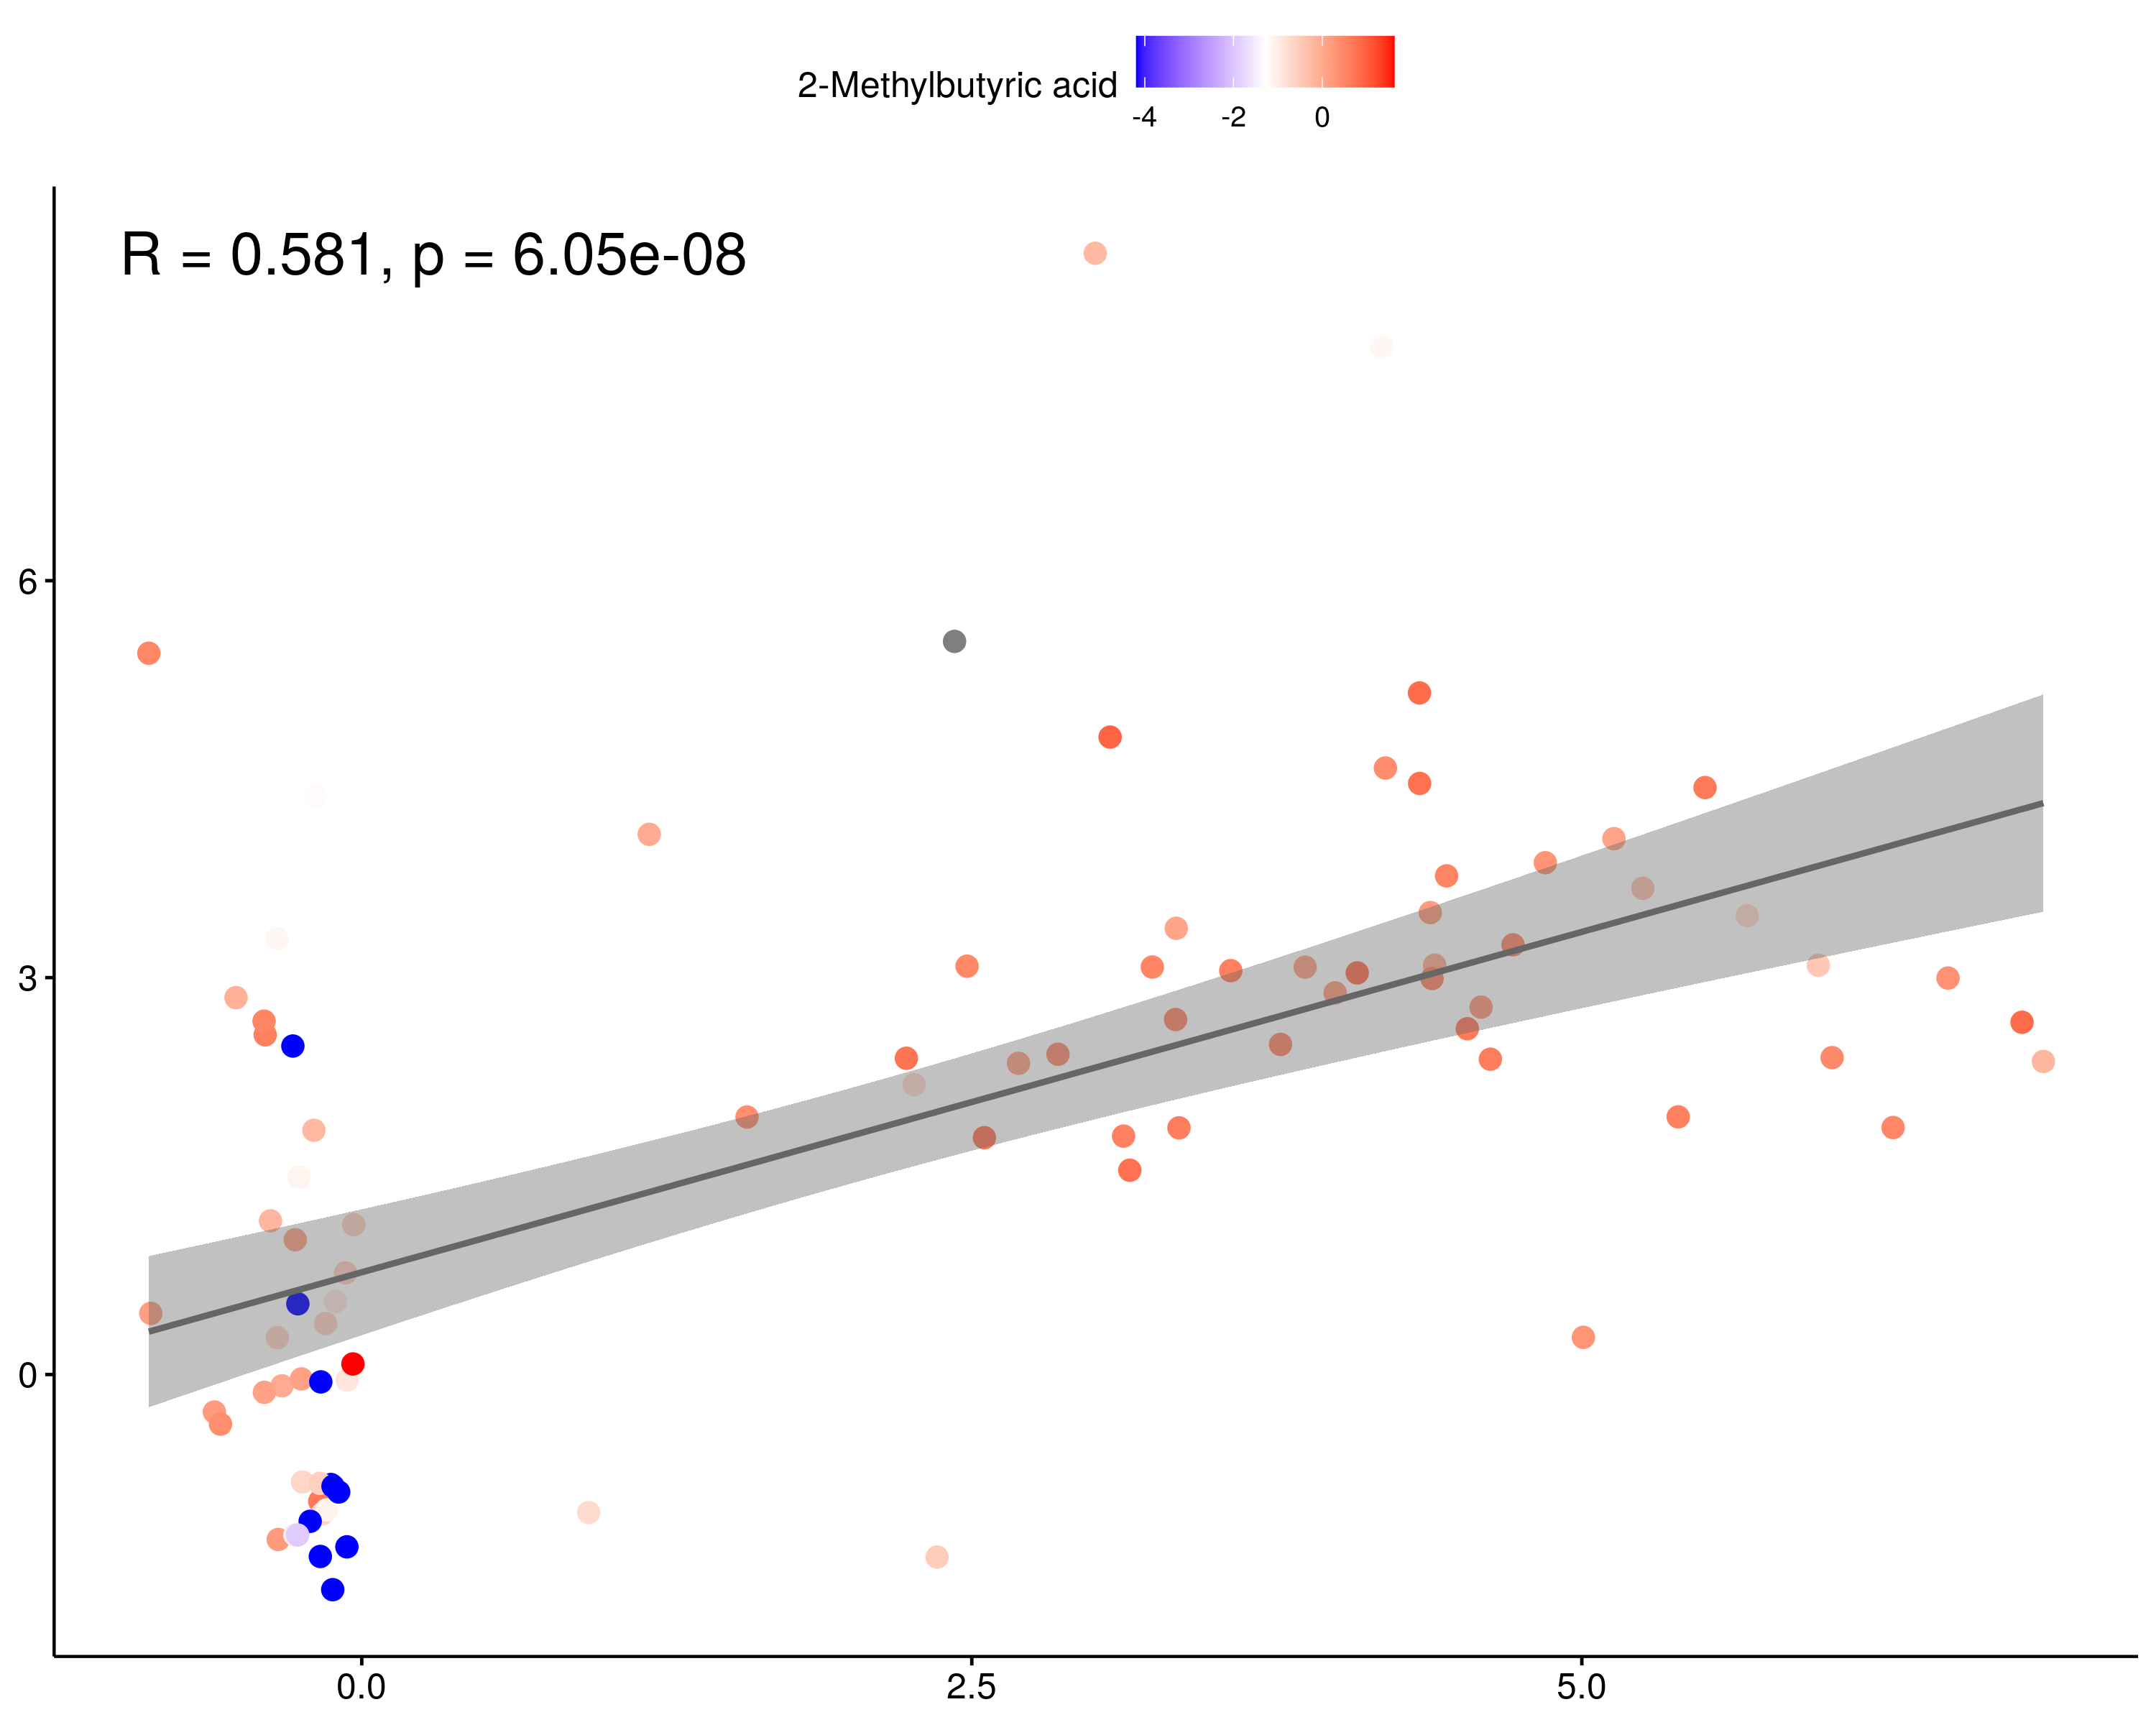 2-Methylbutyric acid
-4 -2 0
R = 0.581, p = 6.05e-08
6
3
0
0.0 2.5 5.0